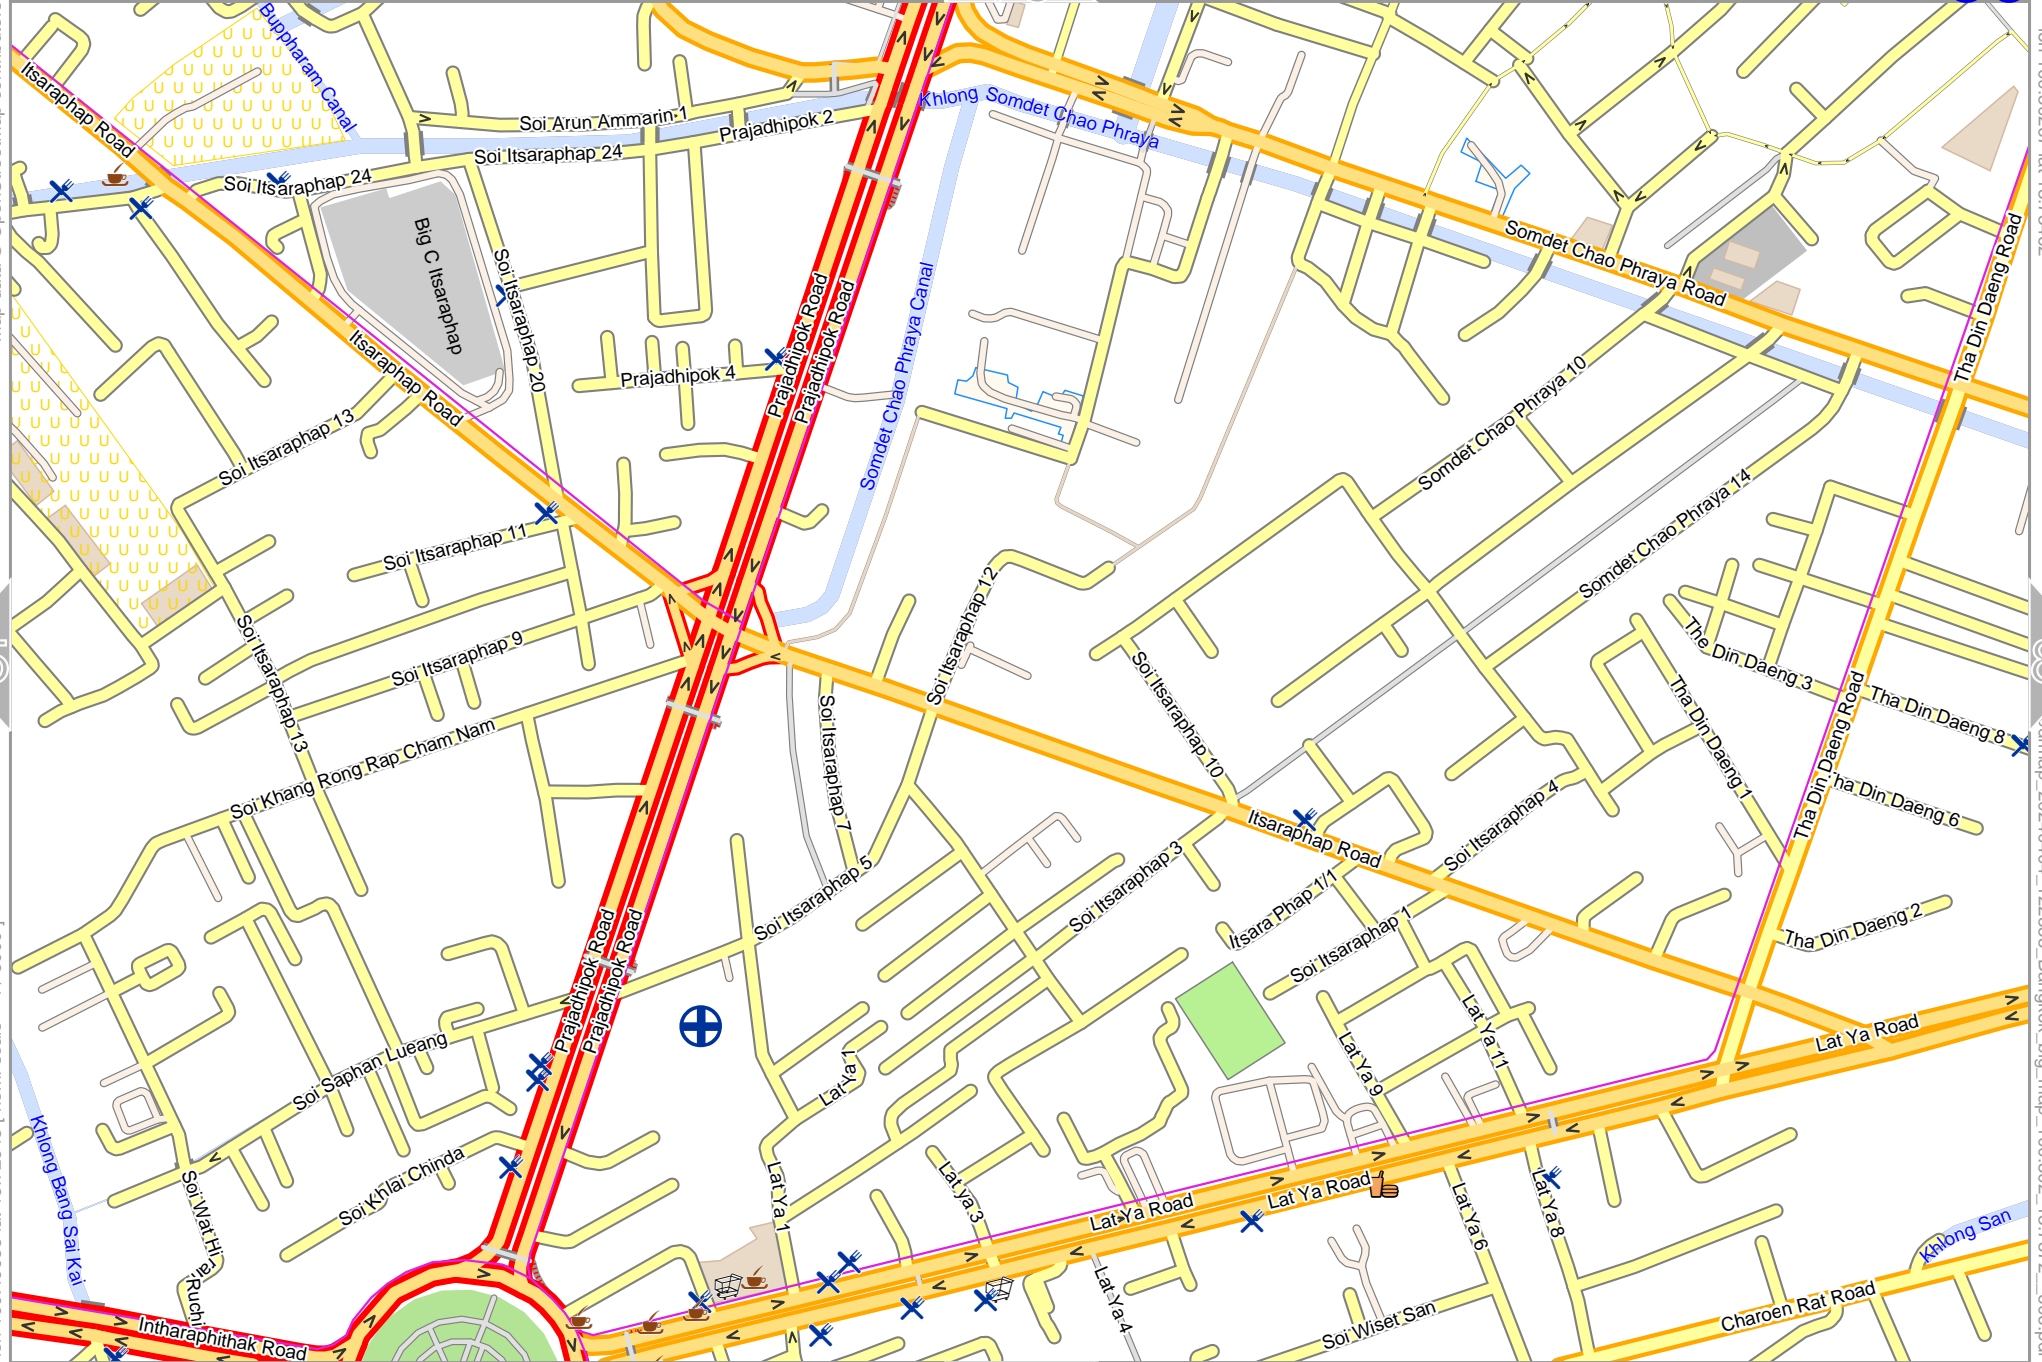 Buppharam Canal
Itsaraphap Road
Soi Arun Ammarin 1
Prajadhipok 2
Khlong Somdet Chao Phraya
Soi Itsaraphap 24
Soi Itsaraphap 24
Big C Itsaraphap
Soi Itsaraphap 20
Somdet Chao Phraya Road
Tha Din Daeng Road
Prajadhipok Road
Prajadhipok Road
Somdet Chao Phraya Canal
Itsaraphap Road
Prajadhipok 4
Soi Itsaraphap 13
Somdet Chao Phraya 10
Somdet Chao Phraya 14
Soi Itsaraphap 11
Soi Itsaraphap 12
Soi Itsaraphap 13
Soi Itsaraphap 9
Soi Itsaraphap 10
The Din Daeng 3
Tha Din Daeng 8
Tha Din Daeng 1
Tha Din Daeng Road
Soi Itsaraphap 7
Soi Khang Rong Rap Cham Nam
Tha Din Daeng 6
Itsaraphap Road
Soi Itsaraphap 4
Soi Itsaraphap 3
Soi Itsaraphap 5
Itsara Phap 1/1
Soi Itsaraphap 1
Tha Din Daeng 2
Prajadhipok Road
Prajadhipok Road
Lat Ya 11
Lat Ya 9
Lat Ya Road
Soi Saphan Lueang
Lat Ya1
Khlong Bang Sai Kai
Soi Khlai Chinda
Soi Wat Hi
Lat Ya 1
Lat ya 3
Lat Ya Road
Lat Ya Road
Lat Ya 6
Lat Ya 8
Khlong San
Lat Ya 4
Soi Wiset San
Charoen Rat Road
Intharaphithak Road